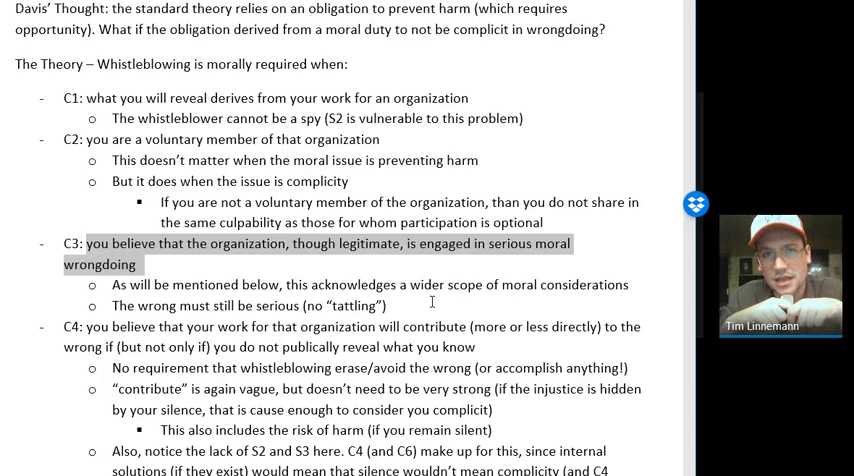 Davis' Thought: the standard theory relies on an obligation to prevent harm (which requires
opportunity). What if the obligation derived from a moral duty to not be complicit in wrongdoing?
The Theory – Whistleblowing is morally required when:
- C1: what you will reveal derives from your work for an organization
o The whistleblower cannot be a spy (S2 is vulnerable to this problem)
- C2: you are a voluntary member of that organization
o This doesn't matter when the moral issue is preventing harm
o But it does when the issue is complicity
▪ If you are not a voluntary member of the organization, than you do not share in
the same culpability as those for whom participation is optional
- C3: you believe that the organization, though legitimate, is engaged in serious moral
wrongdoing
o As will be mentioned below, this acknowledges a wider scope of moral considerations
o The wrong must still be serious (no "tattling")
- C4: you believe that your work for that organization will contribute (more or less directly) to the
wrong if (but not only if) you do not publically reveal what you know
o No requirement that whistleblowing erase/avoid the wrong (or accomplish anything!)
o "contribute" is again vague, but doesn't need to be very strong (if the injustice is hidden
by your silence, that is cause enough to consider you complicit)
▪ This also includes the risk of harm (if you remain silent)
o Also, notice the lack of S2 and S3 here. C4 (and C6) make up for this, since internal
solutions (if they exist) would mean that silence wouldn't mean complicity (and C4
Tim Linnemann